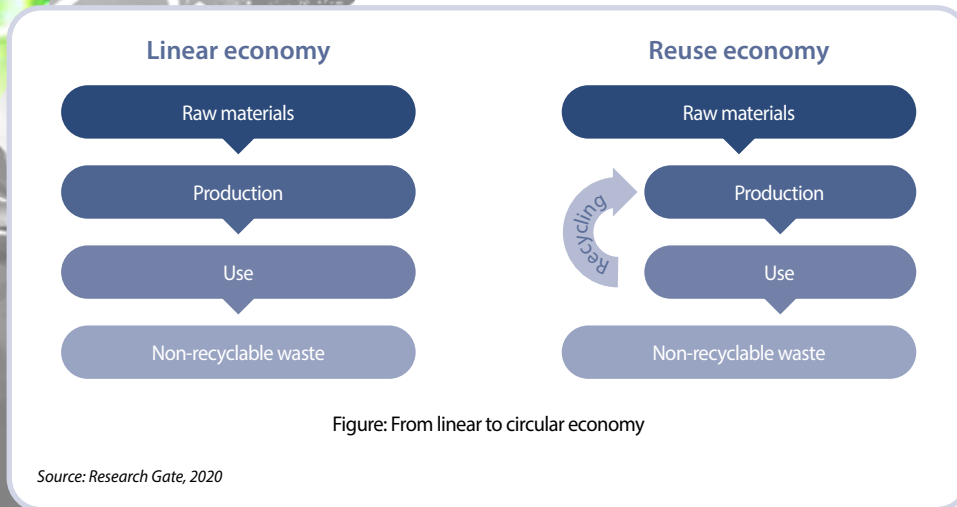 Linear economy
Raw materials
Production
Use
Non-recyclable waste
Reuse economy
Raw materials
Production
Recycling
Use
Non-recyclable waste
Figure: From linear to circular economy
Source: Research Gate, 2020